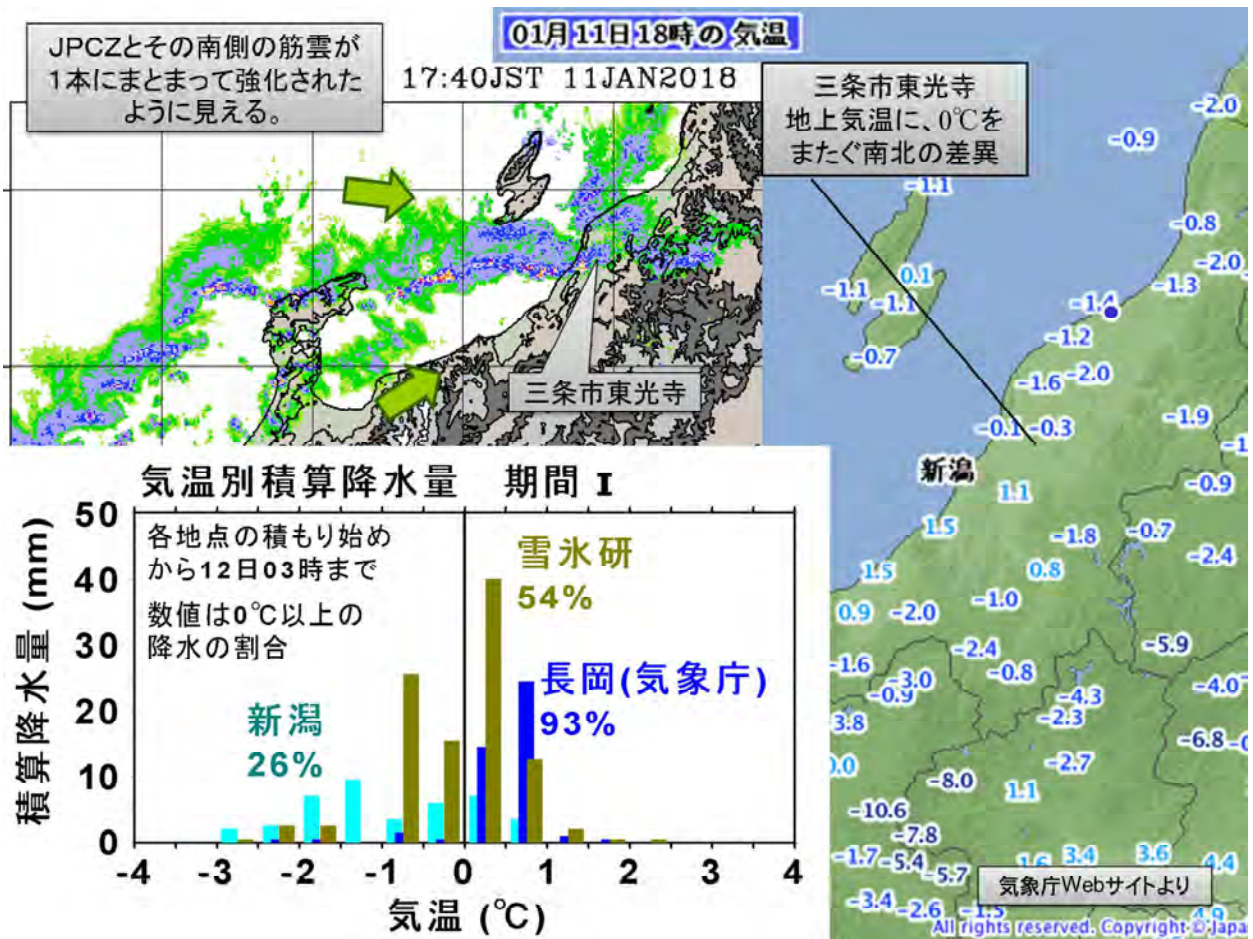 JPCZとその南側の筋雲が
1本にまとまって強化された
ように見える。
01月11日18時の 気温
17:40JST 11JAN2018
三条市東光寺
地上気温に、0℃を
またぐ南北の差異
三条市東光寺
-2.0
-0.9
-1.1
-0.8
0.1
-2.0
-1.1
-1.1
-1.3
-1.4
-1.2
-0.7
-1.6
-2.0
-1.9
-0.1
-0.3
新潟
-0.9
1.1
1.5
-1.8
-0.7
-2.4
1.5
0.8
0.9
-2.0
-1.0
-5.9
-1.6
-2.4
-0.8
-3.0
-0.9
-4.3
-4.0
-2.3
-6.8
-2.7
-8.0
1.1
-10.6
-7.8
-1.7
-5.4
-5.7
3.4
3.6
4.4
-3.4
-2.6
-1.5
4.9
気象庁Webサイトより
All rights reserved. Copyright ©
気温別積算降水量 期間 I
積算降水量 (mm)
50
40
30
20
10
0
各地点の積もり始め
から12日03時まで
数値は0℃以上の
降水の割合
雪氷研
54%
長岡(気象庁)
93%
新潟
26%
-4 -3 -2 -1 0 1 2 3 4
気温 (℃)